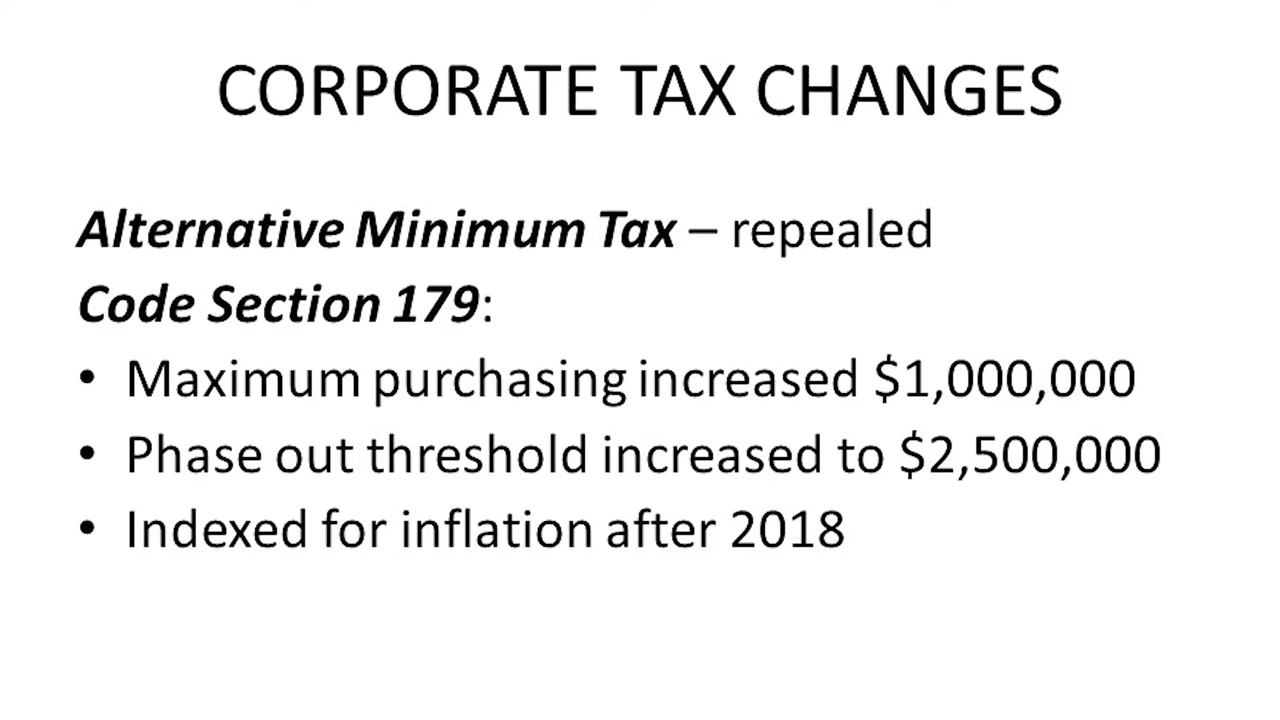 CORPORATE TAX CHANGES
Alternative Minimum Tax – repealed
Code Section 179:
• Maximum purchasing increased $1,000,000
• Phase out threshold increased to $2,500,000
• Indexed for inflation after 2018